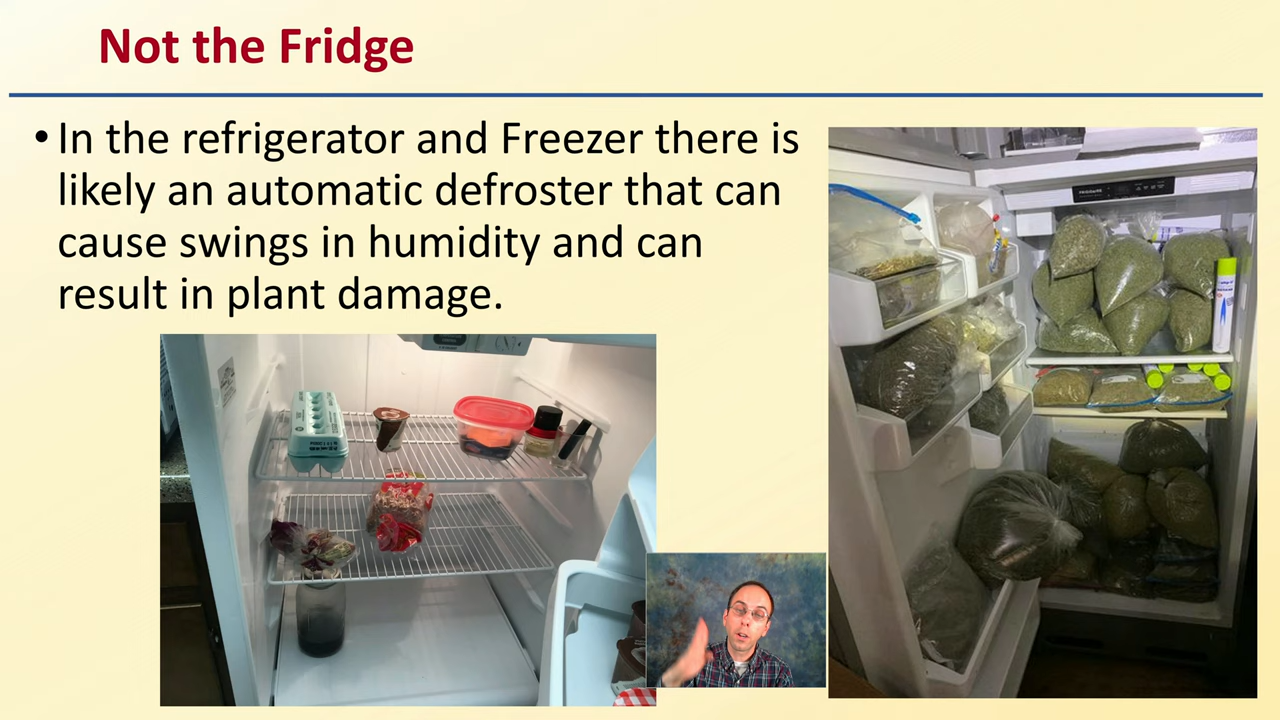 Not the Fridge
• In the refrigerator and Freezer there is
likely an automatic defroster that can
cause swings in humidity and can
result in plant damage.
FRIGIDAIRE